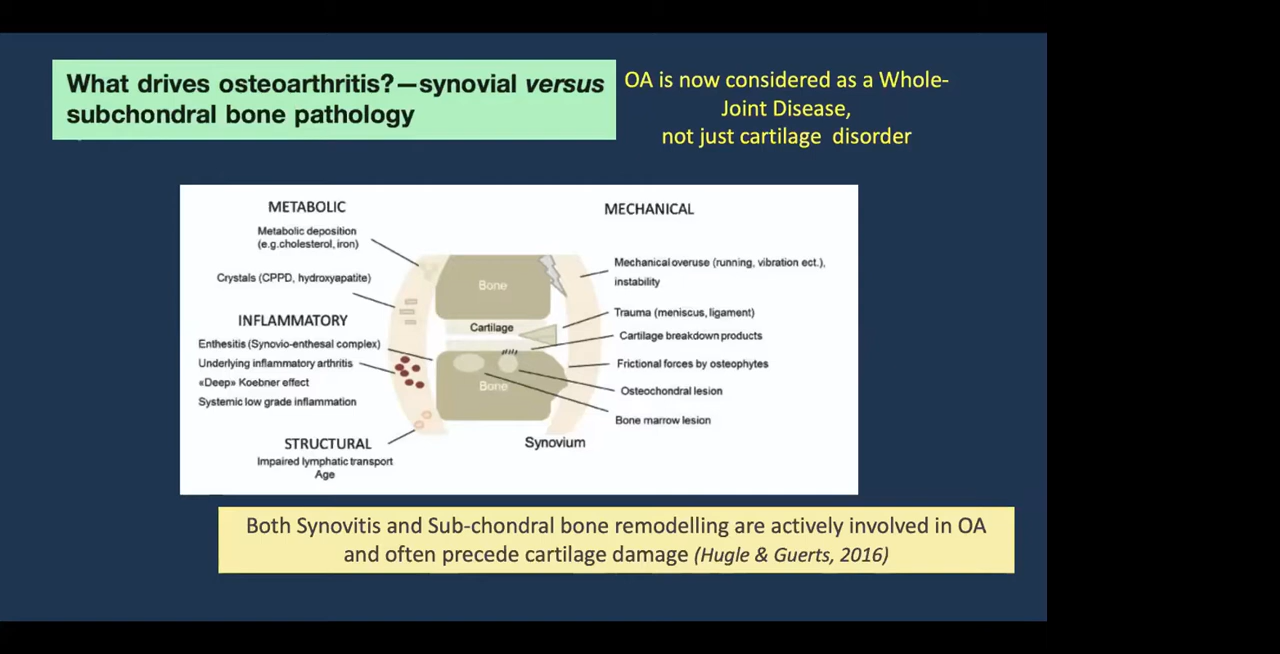 What drives osteoarthritis?—synovial versus
subchondral bone pathology
OA is now considered as a Whole-
Joint Disease,
not just cartilage disorder
METABOLIC
Metabolic deposition
(e.g.cholesterol, iron)
Crystals (CPPD, hydroxyapatite)
INFLAMMATORY
Enthesitis (Synovio-enthesal complex)
Underlying inflammatory arthritis
«Deep» Koebner effect
Systemic low grade inflammation
STRUCTURAL
Impaired lymphatic transport
Age
Bone
Cartilage
Bone
Synovium
MECHANICAL
Mechanical overuse (running, vibration ect.),
instability
Trauma (meniscus, ligament)
Cartilage breakdown products
Frictional forces by osteophytes
Osteochondral lesion
Bone marrow lesion
Both Synovitis and Sub-chondral bone remodelling are actively involved in OA
and often precede cartilage damage (Hugle & Guerts, 2016)